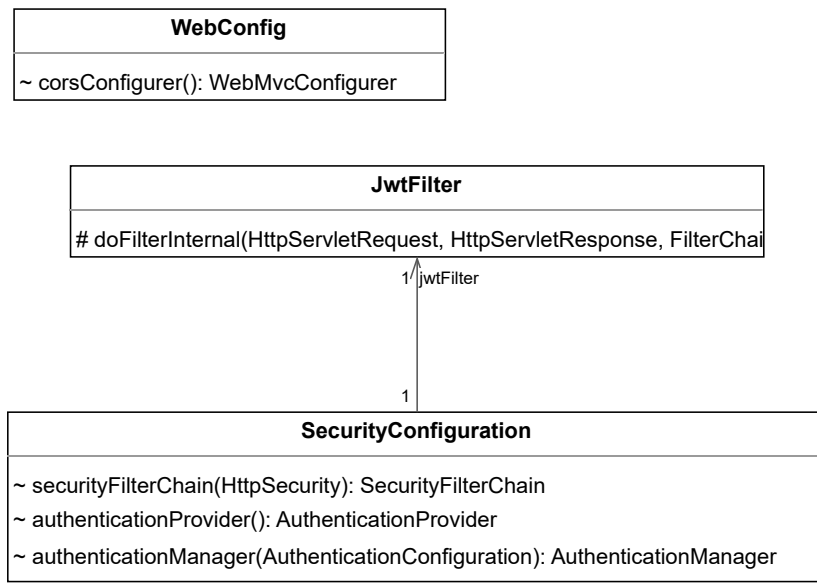 WebConfig
~ corsConfigurer(): WebMvcConfigurer
JwtFilter
# doFilterInternal(HttpServletRequest, HttpServletResponse, FilterChai
1 jwtFilter
1
SecurityConfiguration
~ securityFilterChain(HttpSecurity): SecurityFilterChain
~ authenticationProvider(): AuthenticationProvider
~ authenticationManager(AuthenticationConfiguration): AuthenticationManager